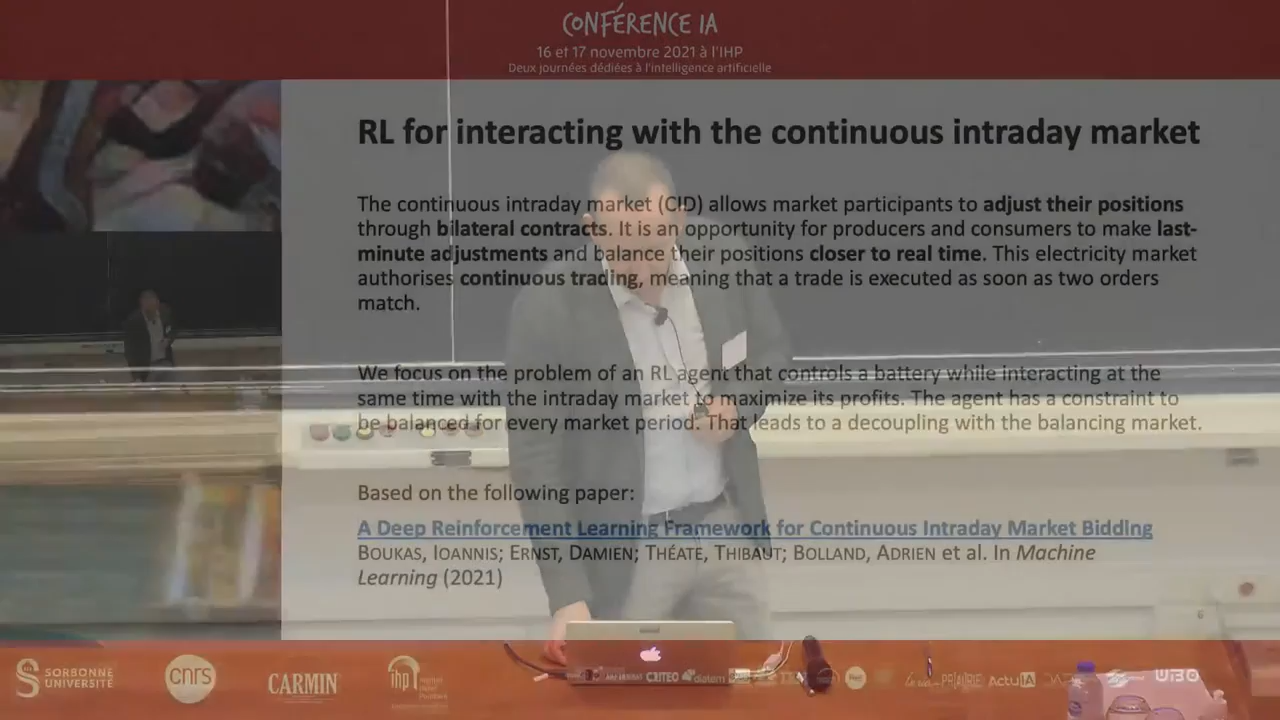 CONFÉRENCE IA
16 et 17 novembre 2021 à l'IHP
Deux journées dédiées à l'intelligence artificielle
RL for interacting with the continuous intraday market
The continuous intraday market (CID) allows market participants to adjust their positions
through bilateral contracts. It is an opportunity for producers and consumers to make last-
minute adjustments and balance their positions closer to real time. This electricity market
authorises continuous trading, meaning that a trade is executed as soon as two orders
match.
We focus on the problem of an RL agent that controls a battery while interacting at the
same time with the intraday market to maximize its profits. The agent has a constraint to
be balanced for every market period. That leads to a decoupling with the balancing market.
Based on the following paper:
A Deep Reinforcement Learning Framework for Continuous Intraday Market Bidding
BOUKAS, IOANNIS; ERNST, DAMIEN; THÉATE, THIBAUT; BOLLAND, ADRIEN et al. In Machine
Learning (2021)
6
SORBONNE
UNIVERSITÉ
cnrs
CARMIN
ihp
CRITEO
ActuIA